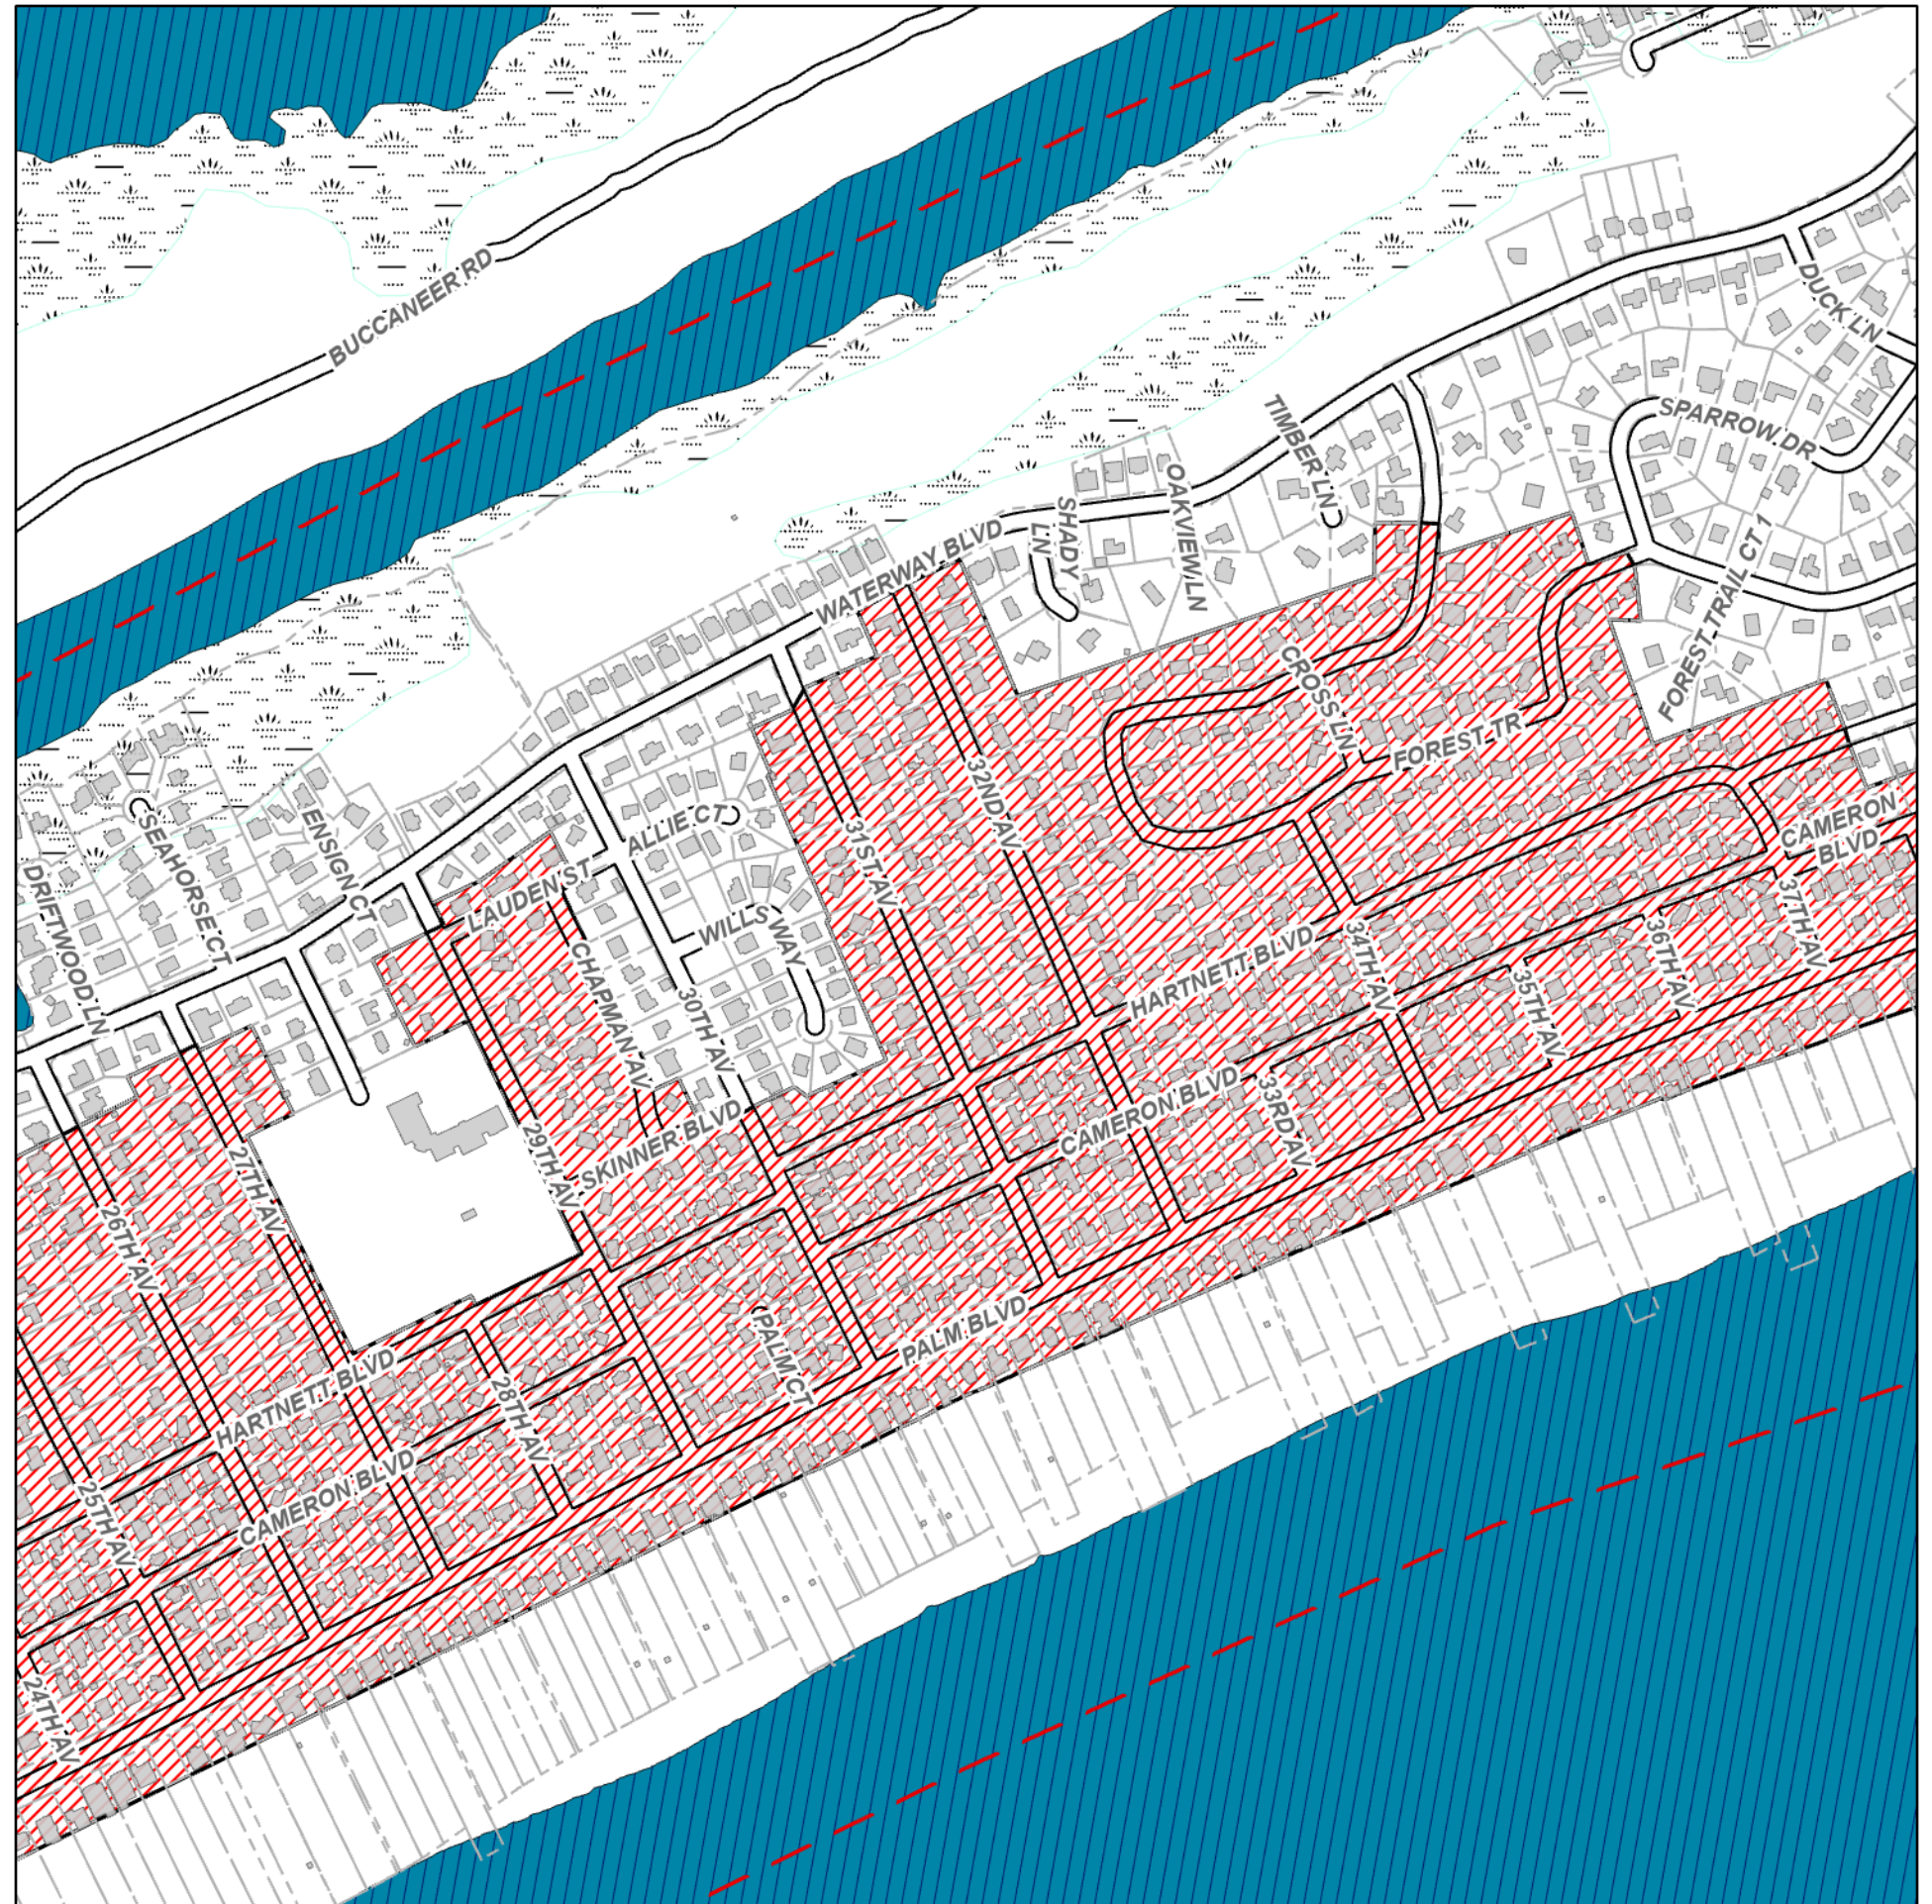 BUCCANEER RD
DUCK LN
SPARROW DR
TIMBER LN
OAKVIEW LN
SHADY
LN
WATERWAY BLVD
FOREST TRAIL CT 1
CROSS LN
FOREST TR
32ND AV
31ST AV
ALLIE CT
CAMERON
BLVD
SEAHORSE CT
ENSIGN CT
DRIFTWOOD LN
LAUDEN ST
WILLS WAY
CHAPMAN AV
30TH AV
HARTNETT BLVD
34TH AV
35TH AV
36TH AV
37TH AV
CAMERON BLVD
33RD AV
SKINNER BLVD
29TH AV
27TH AV
26TH AV
PALM CT
PALM BLVD
HARTNETT BLVD
28TH AV
CAMERON BLVD
25TH AV
24TH AV